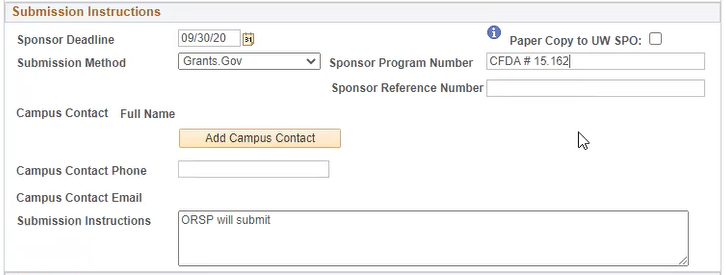 Submission Instructions
Sponsor Deadline 09/30/20 31 Paper Copy to UW SPO:
Submission Method Grants.Gov Sponsor Program Number CFDA # 15.162
Sponsor Reference Number
Campus Contact Full Name
Add Campus Contact
Campus Contact Phone
Campus Contact Email
Submission Instructions ORSP will submit